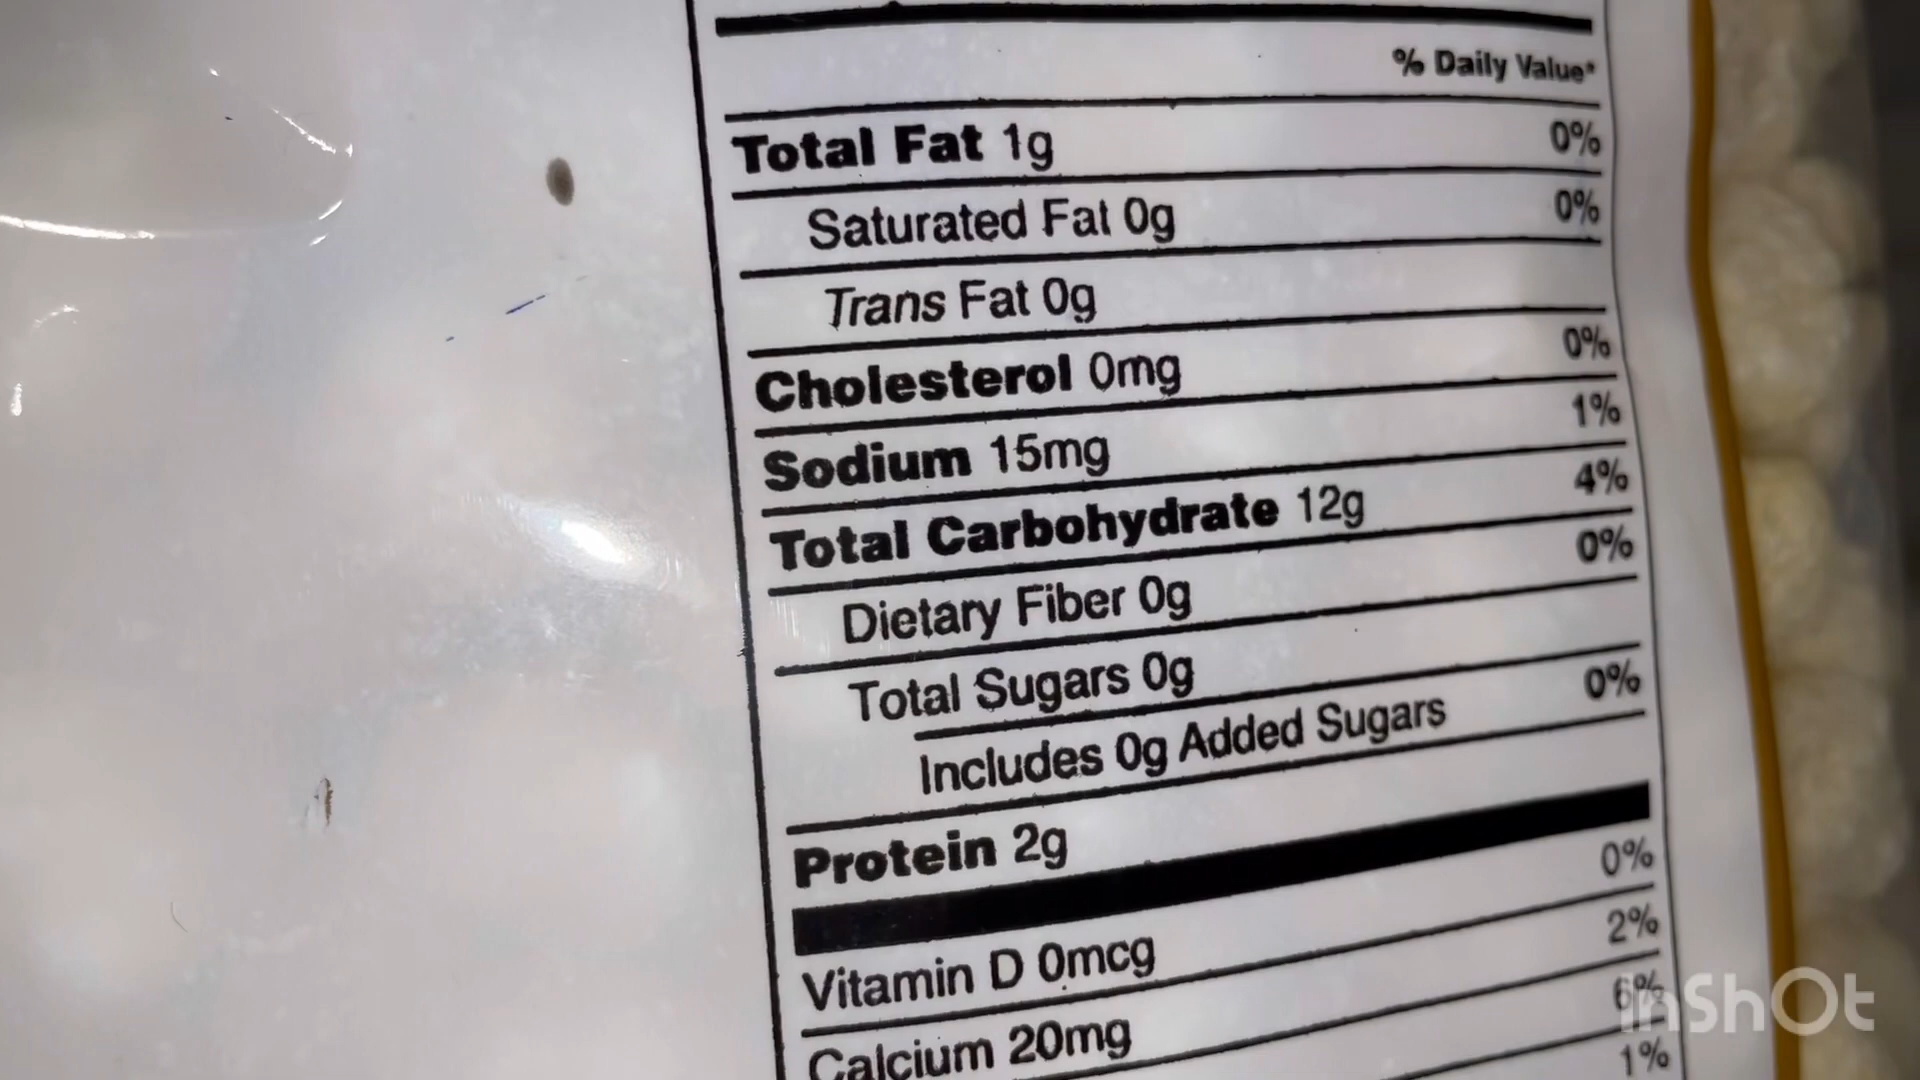 % Daily Value*
Total Fat 1g 0%
Saturated Fat 0g 0%
Trans Fat 0g
Cholesterol 0mg 0%
Sodium 15mg 1%
Total Carbohydrate 12g 4%
Dietary Fiber 0g 0%
Total Sugars 0g
Includes 0g Added Sugars 0%
Protein 2g
Vitamin D 0mcg 0%
Calcium 20mg 2%
6%
1%
InShOt